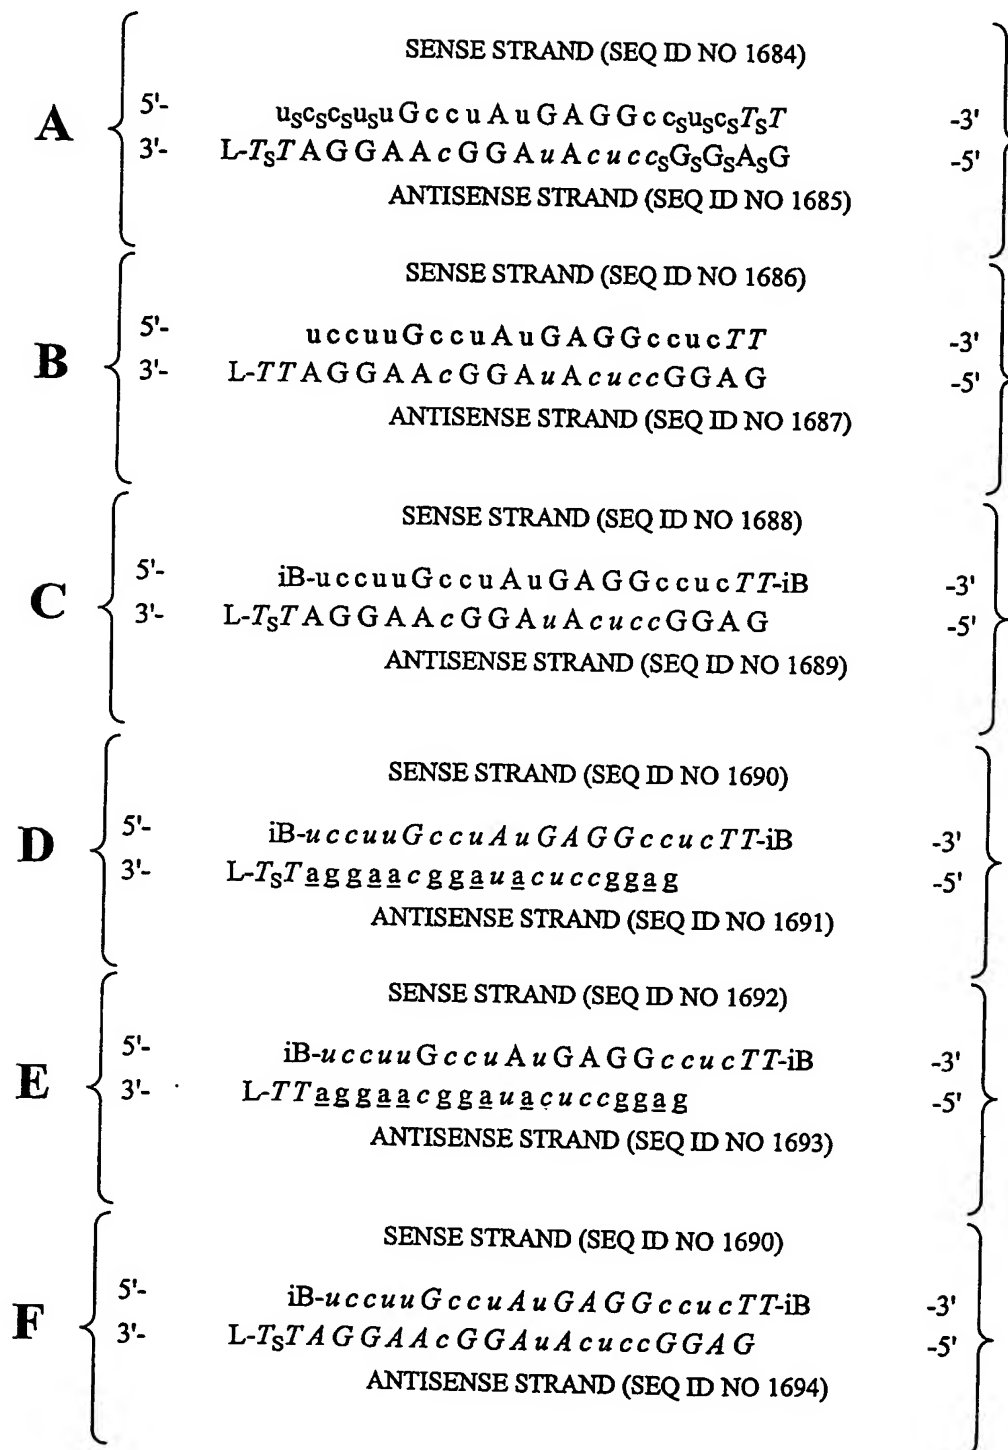 SENSE STRAND (SEQ ID NO 1684)
A
5'- uscscsusuGccuAuGAGGccsuscsTsT -3'
3'- L-TsTAGGAAcGGAuAcuccsGsGsAsG -5'
ANTISENSE STRAND (SEQ ID NO 1685)
SENSE STRAND (SEQ ID NO 1686)
B
5'- uccuuGccuAuGAGGccucTT -3'
3'- L-TTAGGAAcGGAuAcuccGGAG -5'
ANTISENSE STRAND (SEQ ID NO 1687)
SENSE STRAND (SEQ ID NO 1688)
C
5'- iB-uccuuGccuAuGAGGccucTT-iB -3'
3'- L-TsTAGGAAcGGAuAcuccGGAG -5'
ANTISENSE STRAND (SEQ ID NO 1689)
SENSE STRAND (SEQ ID NO 1690)
D
5'- iB-uccuuGccuAuGAGGccucTT-iB -3'
3'- L-TsTaggaacggauacuccggag -5'
ANTISENSE STRAND (SEQ ID NO 1691)
SENSE STRAND (SEQ ID NO 1692)
E
5'- iB-uccuuGccuAuGAGGccucTT-iB -3'
3'- L-TTaggaacggauacuccggag -5'
ANTISENSE STRAND (SEQ ID NO 1693)
SENSE STRAND (SEQ ID NO 1690)
F
5'- iB-uccuuGccuAuGAGGccucTT-iB -3'
3'- L-TsTAGGAAcGGAuAcuccGGAG -5'
ANTISENSE STRAND (SEQ ID NO 1694)